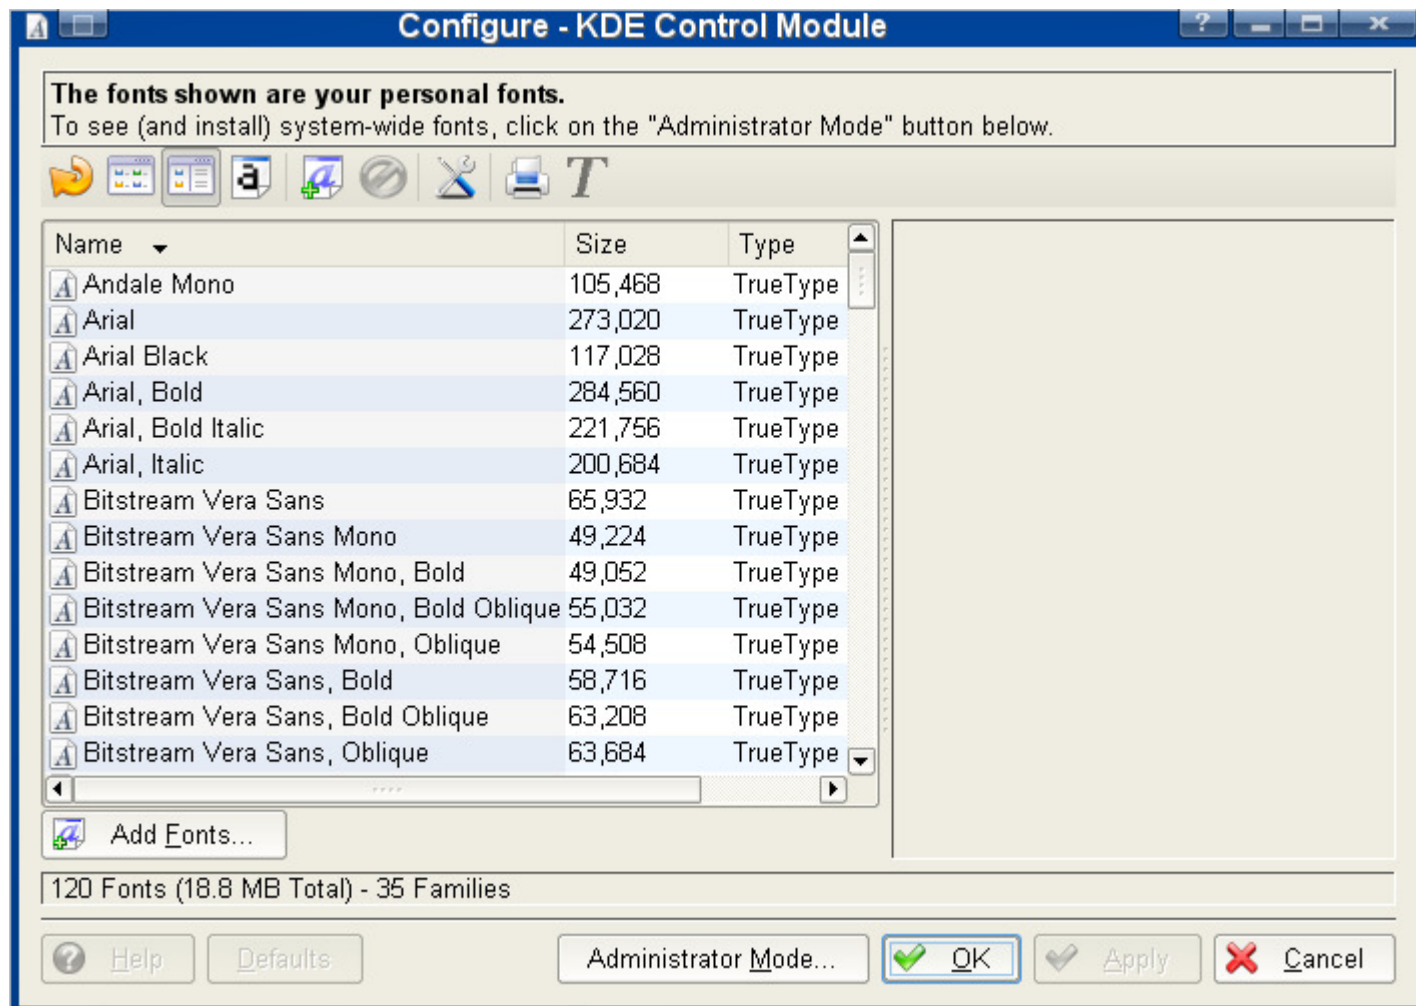 Configure - KDE Control Module
The fonts shown are your personal fonts.
To see (and install) system-wide fonts, click on the "Administrator Mode" button below.
Name Size Type
Andale Mono 105,468 TrueType
Arial 273,020 TrueType
Arial Black 117,028 TrueType
Arial, Bold 284,560 TrueType
Arial, Bold Italic 221,756 TrueType
Arial, Italic 200,684 TrueType
Bitstream Vera Sans 65,932 TrueType
Bitstream Vera Sans Mono 49,224 TrueType
Bitstream Vera Sans Mono, Bold 49,052 TrueType
Bitstream Vera Sans Mono, Bold Oblique 55,032 TrueType
Bitstream Vera Sans Mono, Oblique 54,508 TrueType
Bitstream Vera Sans, Bold 58,716 TrueType
Bitstream Vera Sans, Bold Oblique 63,208 TrueType
Bitstream Vera Sans, Oblique 63,684 TrueType
Add Fonts...
120 Fonts (18.8 MB Total) - 35 Families
Help Defaults Administrator Mode... OK Apply Cancel